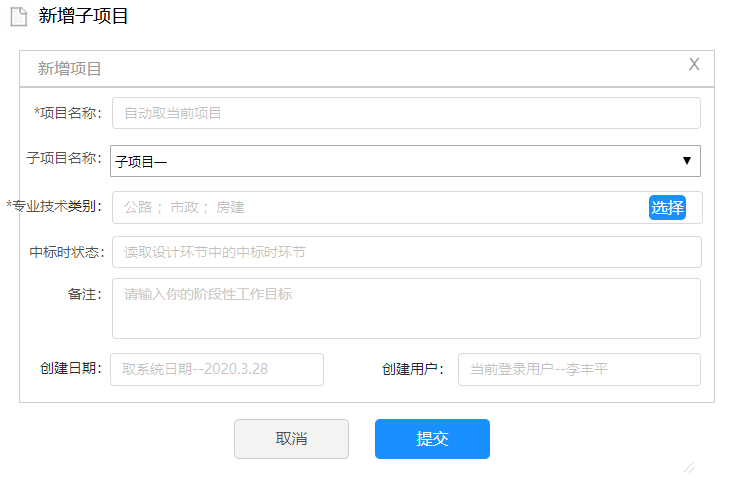 新增子项目
新增项目 X
*项目名称： 自动取当前项目
子项目名称： 子项目一
*专业技术类别： 公路； 市政； 房建 选择
中标时状态： 读取设计环节中的中标时环节
备注： 请输入你的阶段性工作目标
创建日期： 取系统日期--2020.3.28 创建用户： 当前登录用户--李丰平
取消 提交